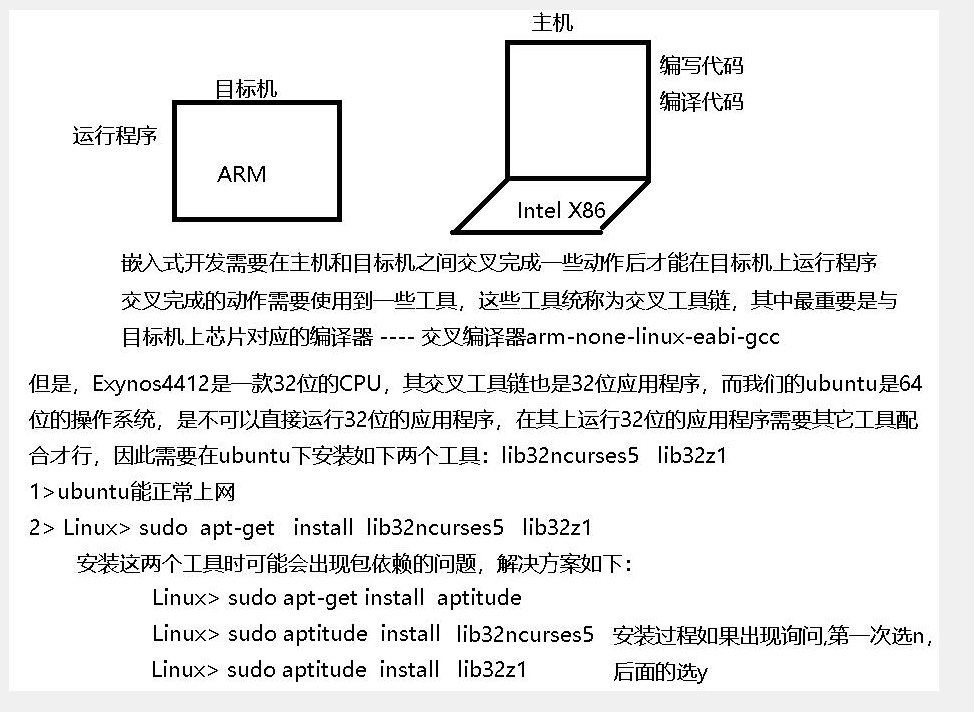 主机
编写代码
目标机
编译代码
运行程序
ARM
Intel X86
嵌入式开发需要在主机和目标机之间交叉完成一些动作后才能在目标机上运行程序
交叉完成的动作需要使用到一些工具，这些工具统称为交叉工具链，其中最重要是与
目标机上芯片对应的编译器 ---- 交叉编译器arm-none-linux-eabi-gcc
但是，Exynos4412是一款32位的CPU，其交叉工具链也是32位应用程序，而我们的ubuntu是64
位的操作系统，是不可以直接运行32位的应用程序，在其上运行32位的应用程序需要其它工具配
合才行，因此需要在ubuntu下安装如下两个工具：lib32ncurses5 lib32z1
1>ubuntu能正常上网
2> Linux> sudo apt-get install lib32ncurses5 lib32z1
安装这两个工具时可能会出现包依赖的问题，解决方案如下：
Linux> sudo apt-get install aptitude
Linux> sudo aptitude install lib32ncurses5 安装过程如果出现询问,第一次选n，
Linux> sudo aptitude install lib32z1 后面的选y